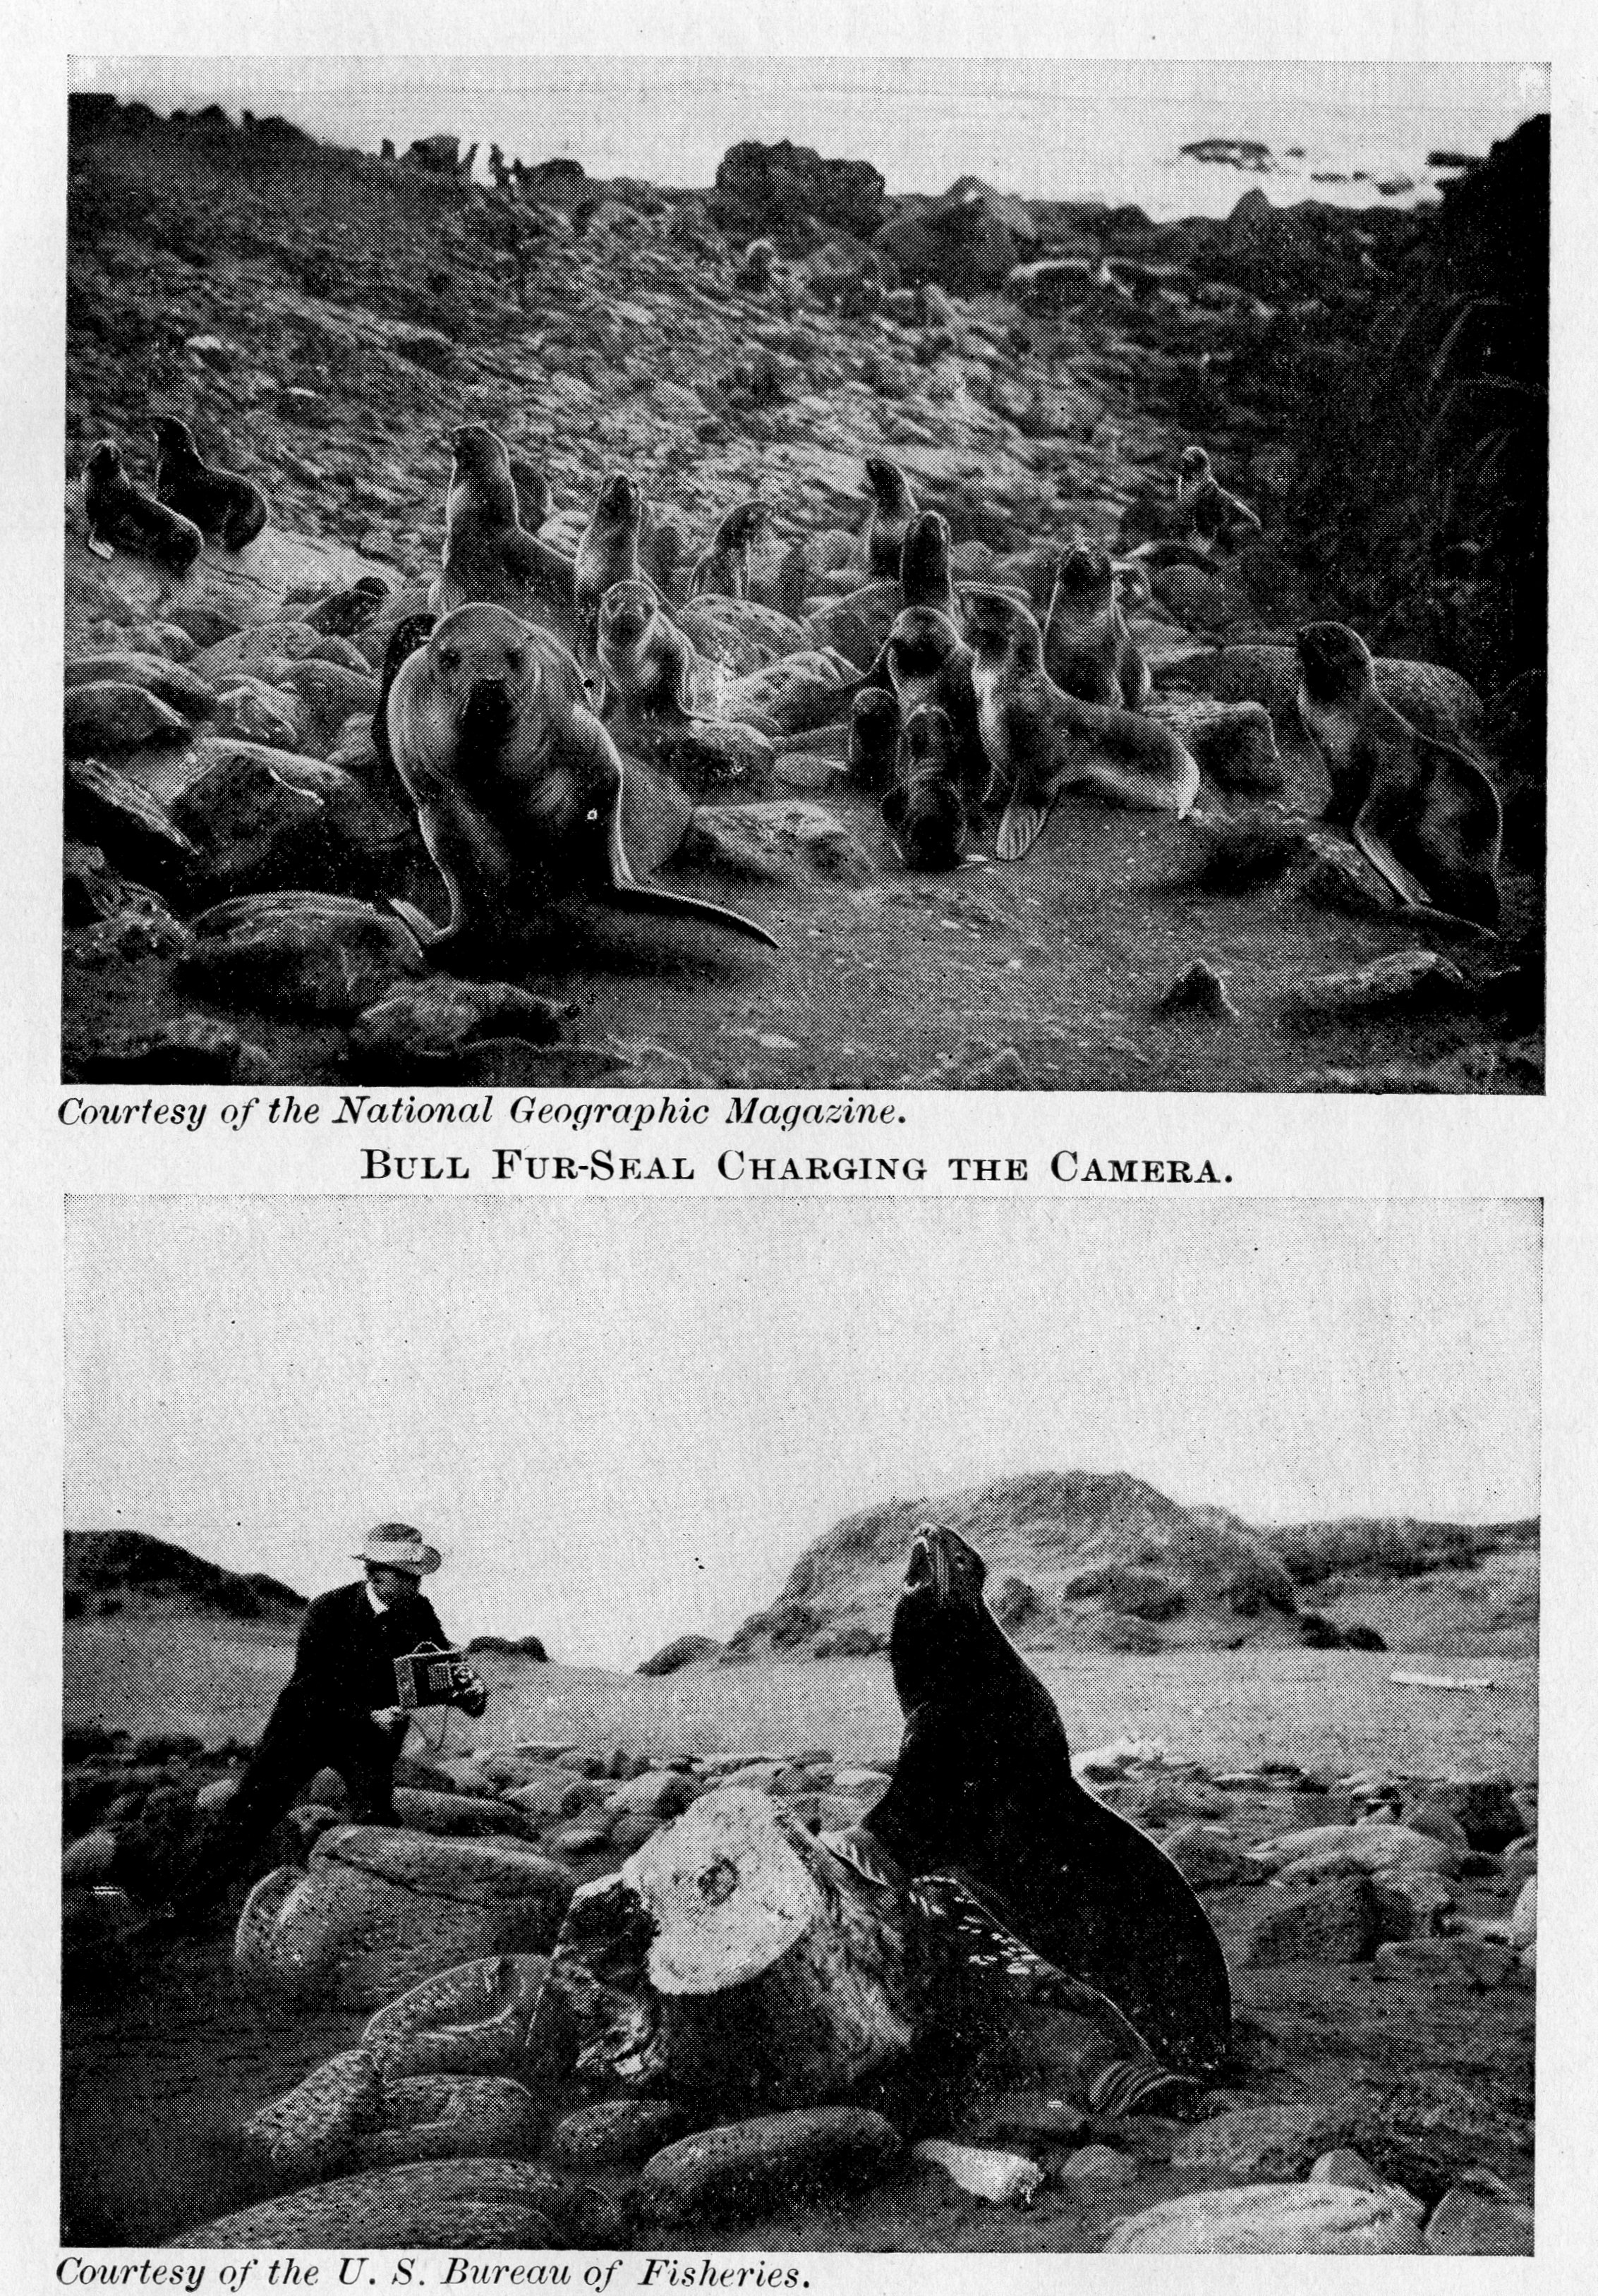 Courtesy of the National Geographic Magazine.
BULL FUR-SEAL CHARGING THE CAMERA.
Courtesy of the U. S. Bureau of Fisheries.